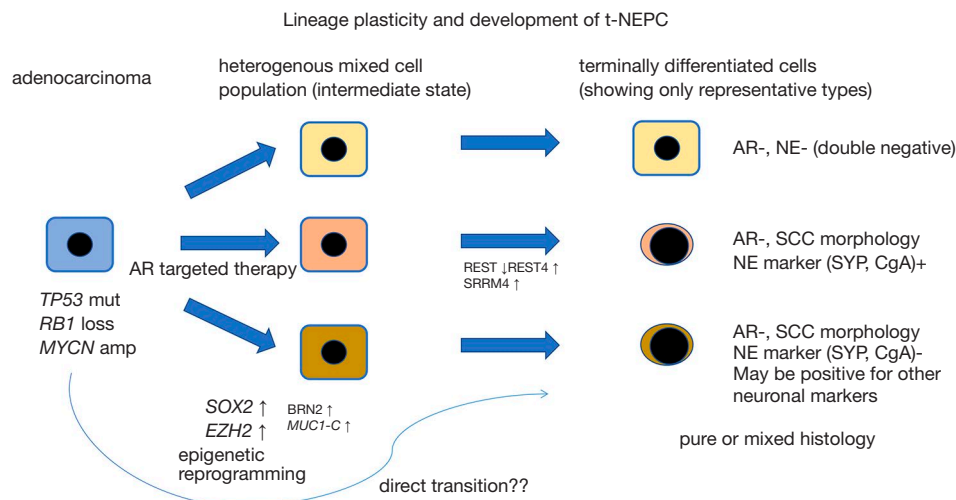 Lineage plasticity and development of t-NEPC
adenocarcinoma
heterogenous mixed cell
population (intermediate state)
terminally differentiated cells
(showing only representative types)
AR-, NE- (double negative)
AR targeted therapy
REST ↓REST4 ↑
SRRM4 ↑
AR-, SCC morphology
NE marker (SYP, CgA)+
TP53 mut
RB1 loss
MYCN amp
AR-, SCC morphology
NE marker (SYP, CgA)-
May be positive for other
neuronal markers
SOX2 ↑
EZH2 ↑
BRN2 ↑
MUC1-C ↑
epigenetic
reprogramming
pure or mixed histology
direct transition??